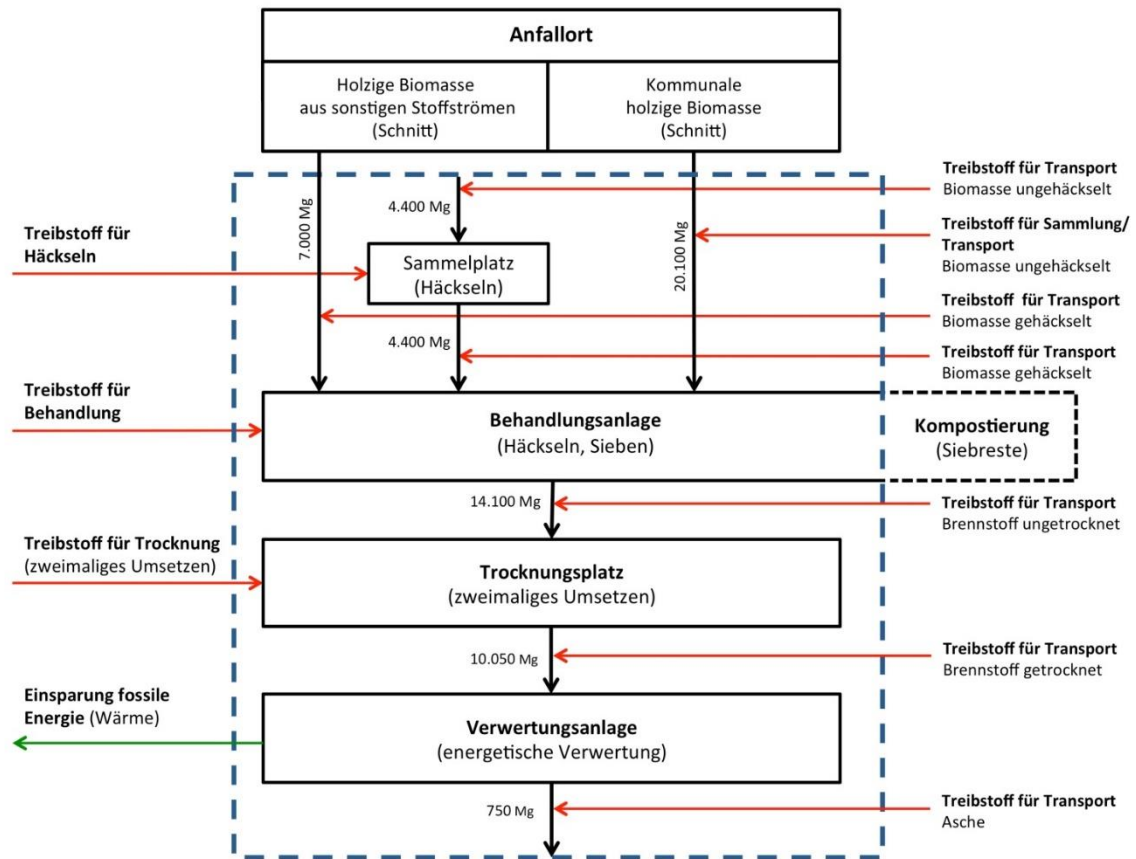 Anfallort
Holzige Biomasse
aus sonstigen Stoffströmen
(Schnitt)
Kommunale
holzige Biomasse
(Schnitt)
Treibstoff für Transport
Biomasse ungehäckselt
4.400 Mg
7.000 Mg
20.100 Mg
Treibstoff für Sammlung/
Transport
Biomasse ungehäckselt
Treibstoff für
Häckseln
Sammelplatz
(Häckseln)
Treibstoff für Transport
Biomasse gehäckselt
4.400 Mg
Treibstoff für Transport
Biomasse gehäckselt
Treibstoff für
Behandlung
Behandlungsanlage
(Häckseln, Sieben)
Kompostierung
(Siebreste)
14.100 Mg
Treibstoff für Transport
Brennstoff ungetrocknet
Treibstoff für Trocknung
(zweimaliges Umsetzen)
Trocknungsplatz
(zweimaliges Umsetzen)
10.050 Mg
Treibstoff für Transport
Brennstoff getrocknet
Einsparung fossile
Energie (Wärme)
Verwertungsanlage
(energetische Verwertung)
750 Mg
Treibstoff für Transport
Asche